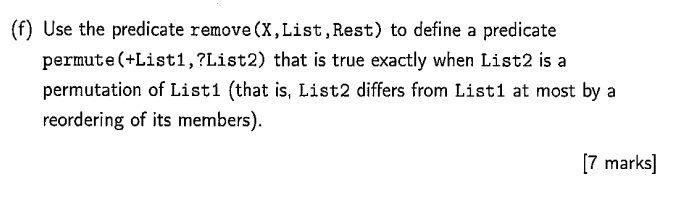 (f) Use the predicate remove(X,List,Rest) to define a predicate
permute(+List1,?List2) that is true exactly when List2 is a
permutation of List1 (that is, List2 differs from List1 at most by a
reordering of its members).
[7 marks]